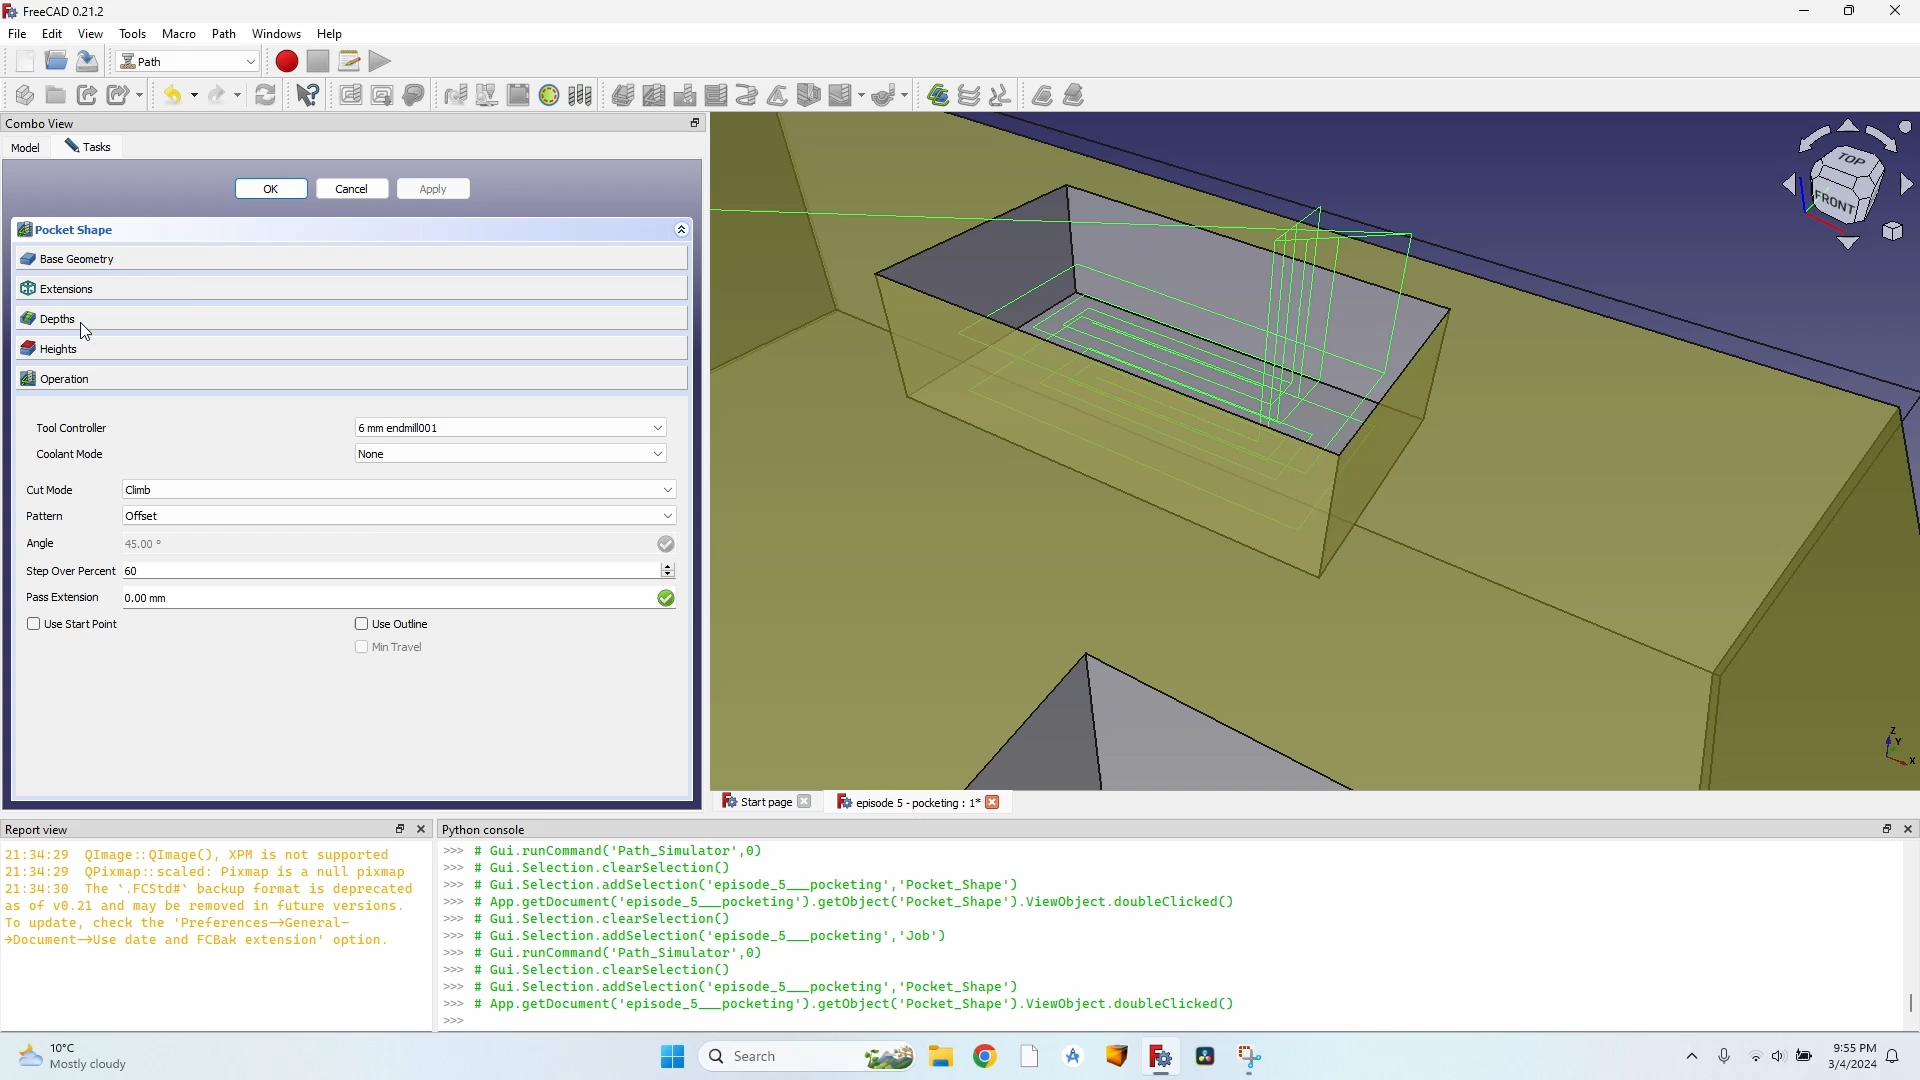 FreeCAD 0.21.2
File Edit View Tools Macro Path Windows Help
Path
Combo View
Model Tasks
OK Cancel Apply
Pocket Shape
Base Geometry
Extensions
Depths
Heights
Operation
Tool Controller 6 mm endmill001
Coolant Mode None
Cut Mode Climb
Pattern Offset
Angle 45.00 °
Step Over Percent 60
Pass Extension 0.00 mm
Use Start Point Use Outline
Min Travel
TOP
FRONT
Z
Y
X
Start page episode 5 - pocketing : 1*
Report view
21:34:29 QImage::QImage(), XPM is not supported
21:34:29 QPixmap::scaled: Pixmap is a null pixmap
21:34:30 The `.FCStd#` backup format is deprecated
as of v0.21 and may be removed in future versions.
To update, check the 'Preferences→General-
→Document→Use date and FCBak extension' option.
Python console
>>> # Gui.runCommand('Path_Simulator',0)
>>> # Gui.Selection.clearSelection()
>>> # Gui.Selection.addSelection('episode_5___pocketing','Pocket_Shape')
>>> # App.getDocument('episode_5___pocketing').getObject('Pocket_Shape').ViewObject.doubleClicked()
>>> # Gui.Selection.clearSelection()
>>> # Gui.Selection.addSelection('episode_5___pocketing','Job')
>>> # Gui.runCommand('Path_Simulator',0)
>>> # Gui.Selection.clearSelection()
>>> # Gui.Selection.addSelection('episode_5___pocketing','Pocket_Shape')
>>> # App.getDocument('episode_5___pocketing').getObject('Pocket_Shape').ViewObject.doubleClicked()
>>>
10°C
Mostly cloudy
Search
9:55 PM
3/4/2024